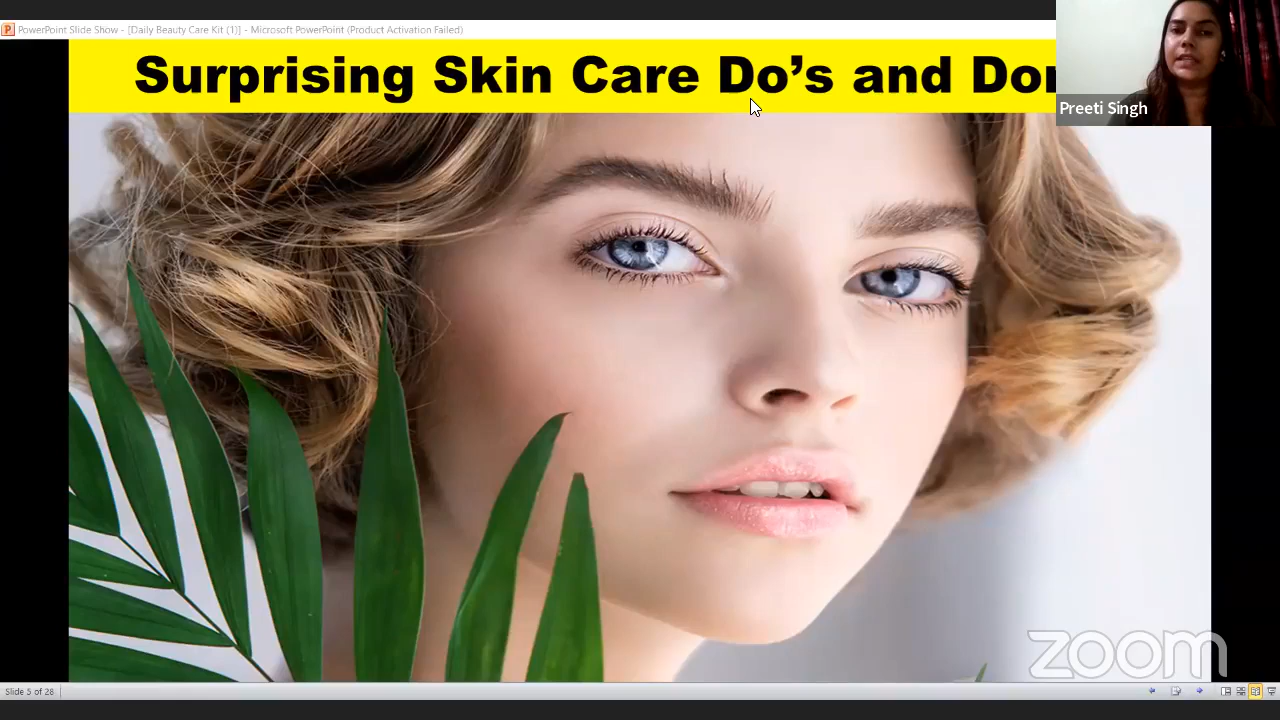 PowerPoint Slide Show - [Daily Beauty Care Kit (1)] - Microsoft PowerPoint (Product Activation Failed)
Surprising Skin Care Do’s and Don
Preeti Singh
zoom
Slide 5 of 28